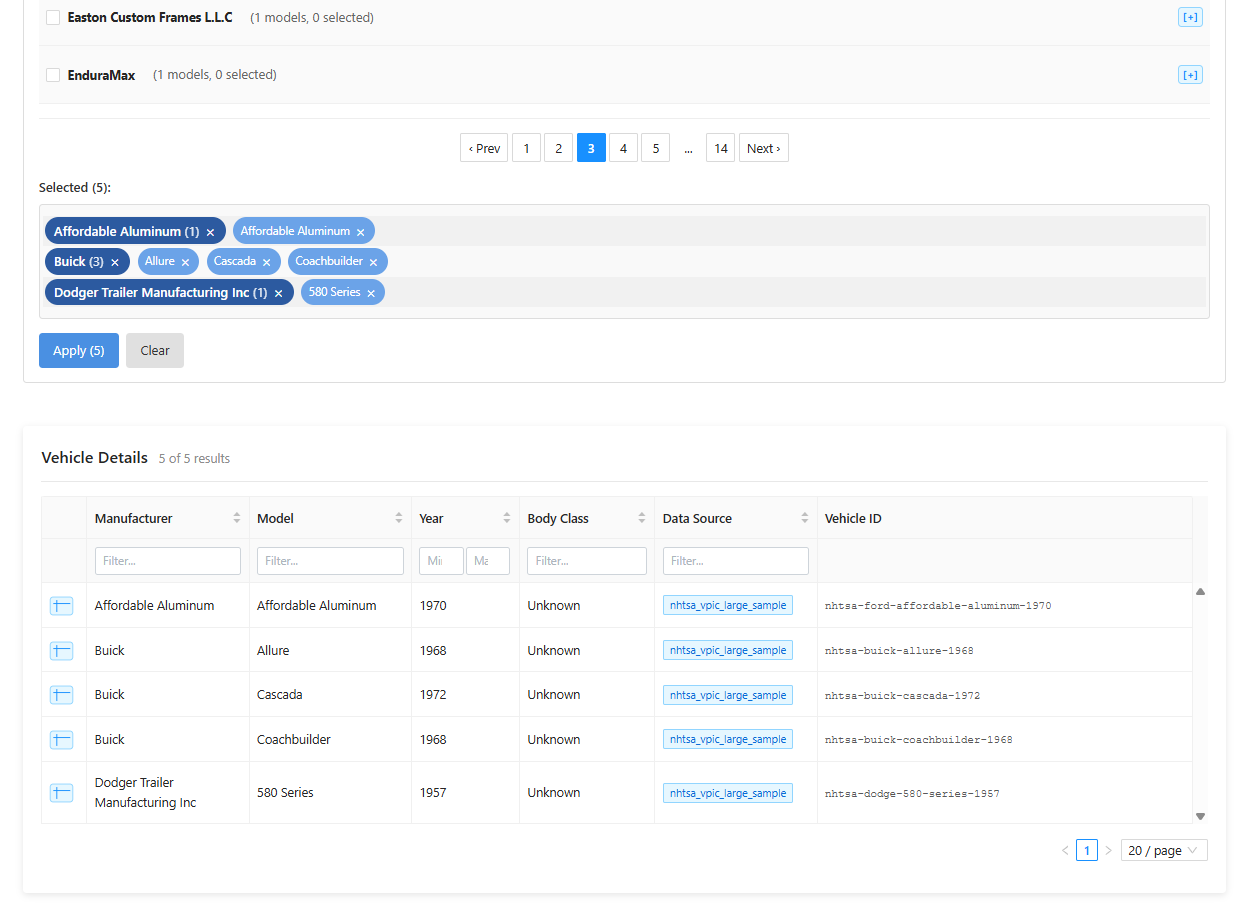 Easton Custom Frames L.L.C (1 models, 0 selected) [+]
EnduraMax (1 models, 0 selected) [+]
‹ Prev 1 2 3 4 5 ... 14 Next ›
Selected (5):
Affordable Aluminum (1) × Affordable Aluminum ×
Buick (3) × Allure × Cascada × Coachbuilder ×
Dodger Trailer Manufacturing Inc (1) × 580 Series ×
Apply (5) Clear
Vehicle Details 5 of 5 results
Manufacturer Model Year Body Class Data Source Vehicle ID
Filter... Filter... Mi Ma Filter... Filter...
Affordable Aluminum Affordable Aluminum 1970 Unknown nhtsa_vpic_large_sample nhtsa-ford-affordable-aluminum-1970
Buick Allure 1968 Unknown nhtsa_vpic_large_sample nhtsa-buick-allure-1968
Buick Cascada 1972 Unknown nhtsa_vpic_large_sample nhtsa-buick-cascada-1972
Buick Coachbuilder 1968 Unknown nhtsa_vpic_large_sample nhtsa-buick-coachbuilder-1968
Dodger Trailer
Manufacturing Inc 580 Series 1957 Unknown nhtsa_vpic_large_sample nhtsa-dodge-580-series-1957
< 1 > 20 / page